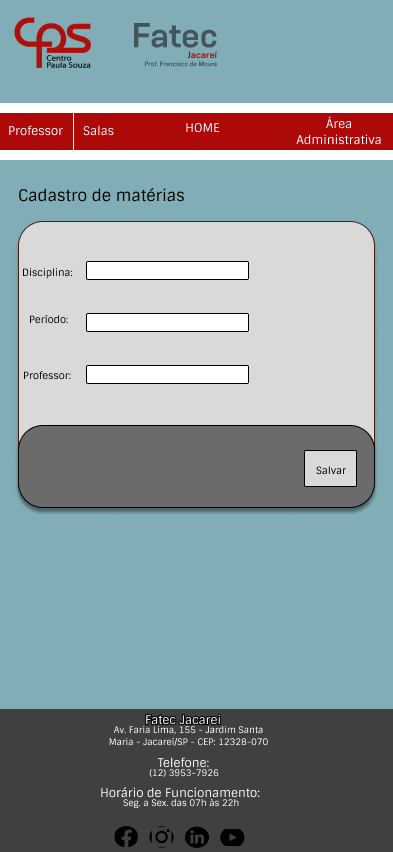 CPS
Centro
Paula Souza
Fatec
Jacareí
Prof. Francisco de Moura
Professor
Salas
HOME
Área
Administrativa
Cadastro de matérias
Disciplina:
Período:
Professor:
Salvar
Fatec Jacareí
Av. Faria Lima, 155 - Jardim Santa
Maria - Jacareí/SP - CEP: 12328-070
Telefone:
(12) 3953-7926
Horário de Funcionamento:
Seg. a Sex. das 07h às 22h